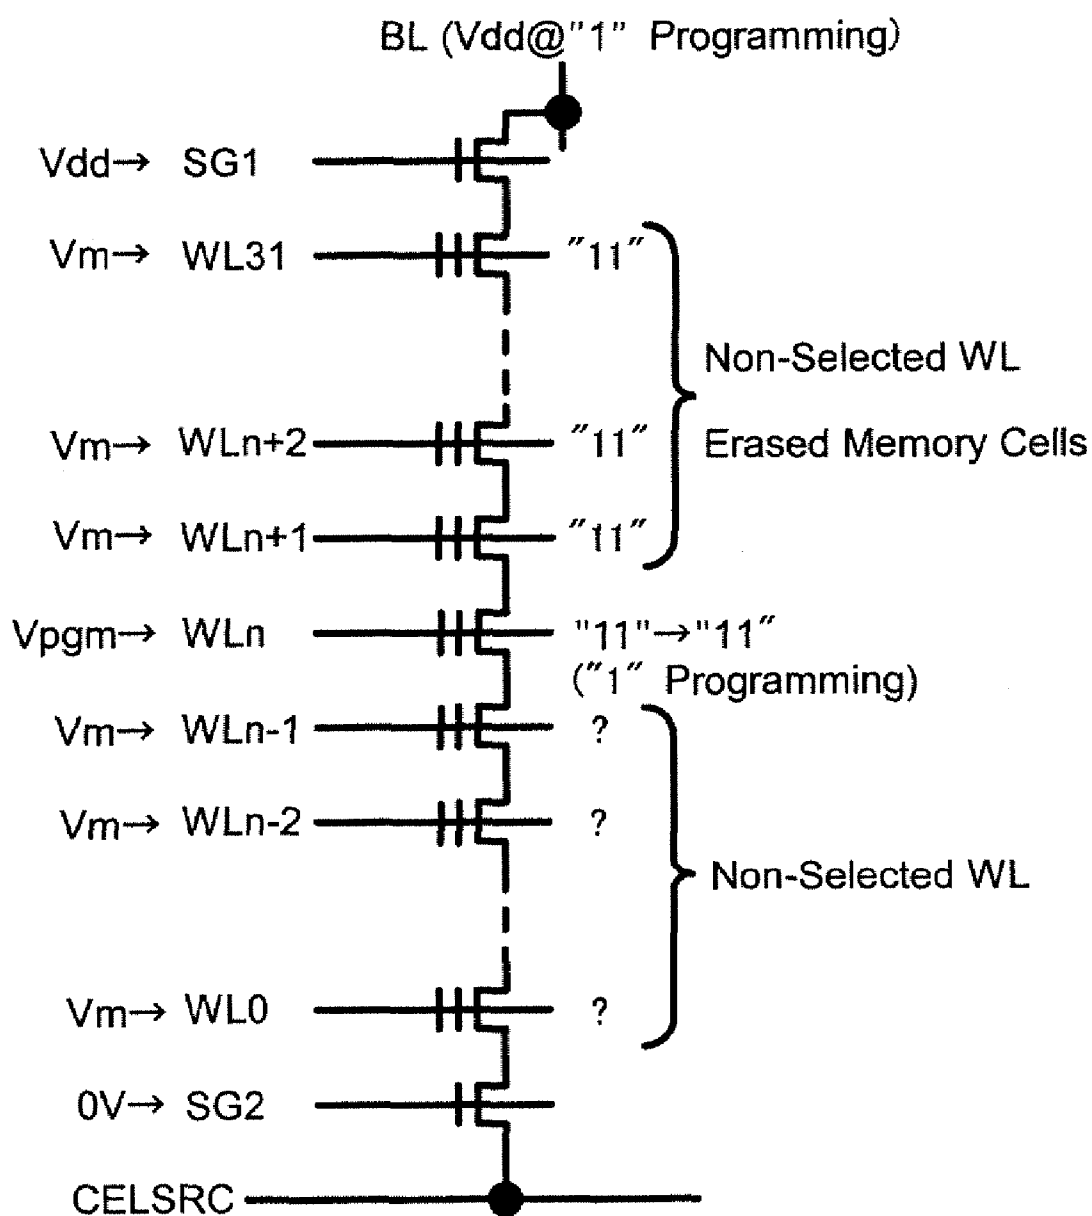 BL (Vdd@"1" Programming)
Vdd→ SG1
Vm→ WL31 "11"
Non-Selected WL
Vm→ WLn+2 "11" Erased Memory Cells
Vm→ WLn+1 "11"
Vpgm→ WLn "11"→"11"
("1" Programming)
Vm→ WLn-1 ?
Vm→ WLn-2 ?
Non-Selected WL
Vm→ WL0 ?
0V→ SG2
CELSRC